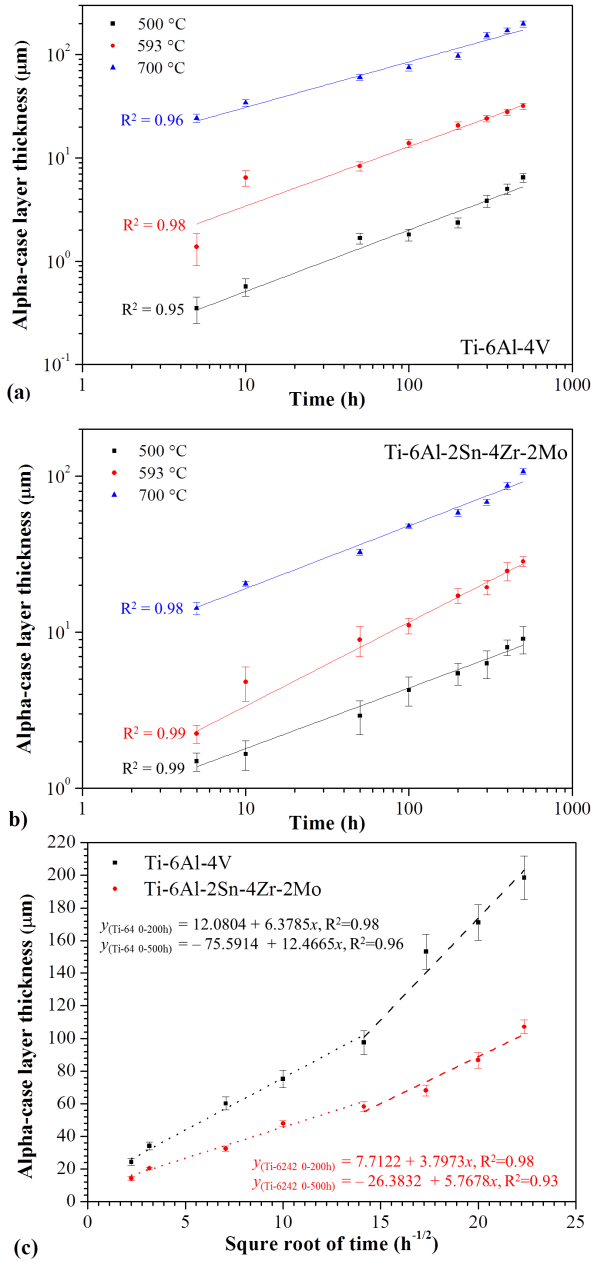 Alpha-case layer thickness (μm)
10²
10¹
10⁰
10⁻¹
500 °C
593 °C
700 °C
R² = 0.96
R² = 0.98
R² = 0.95
Ti-6Al-4V
1 10 100 1000
(a)
Time (h)
Alpha-case layer thickness (μm)
10²
10¹
10⁰
500 °C
593 °C
700 °C
Ti-6Al-2Sn-4Zr-2Mo
R² = 0.98
R² = 0.99
R² = 0.99
1 10 100 1000
b)
Time (h)
Alpha-case layer thickness (μm)
220
200
180
160
140
120
100
80
60
40
20
0
Ti-6Al-4V
Ti-6Al-2Sn-4Zr-2Mo
y(Ti-64 0-200h) = 12.0804 + 6.3785x, R²=0.98
y(Ti-64 0-500h) = – 75.5914 + 12.4665x, R²=0.96
y(Ti-6242 0-200h) = 7.7122 + 3.7973x, R²=0.98
y(Ti-6242 0-500h) = – 26.3832 + 5.7678x, R²=0.93
0 5 10 15 20 25
(c)
Squre root of time (h⁻¹/²)